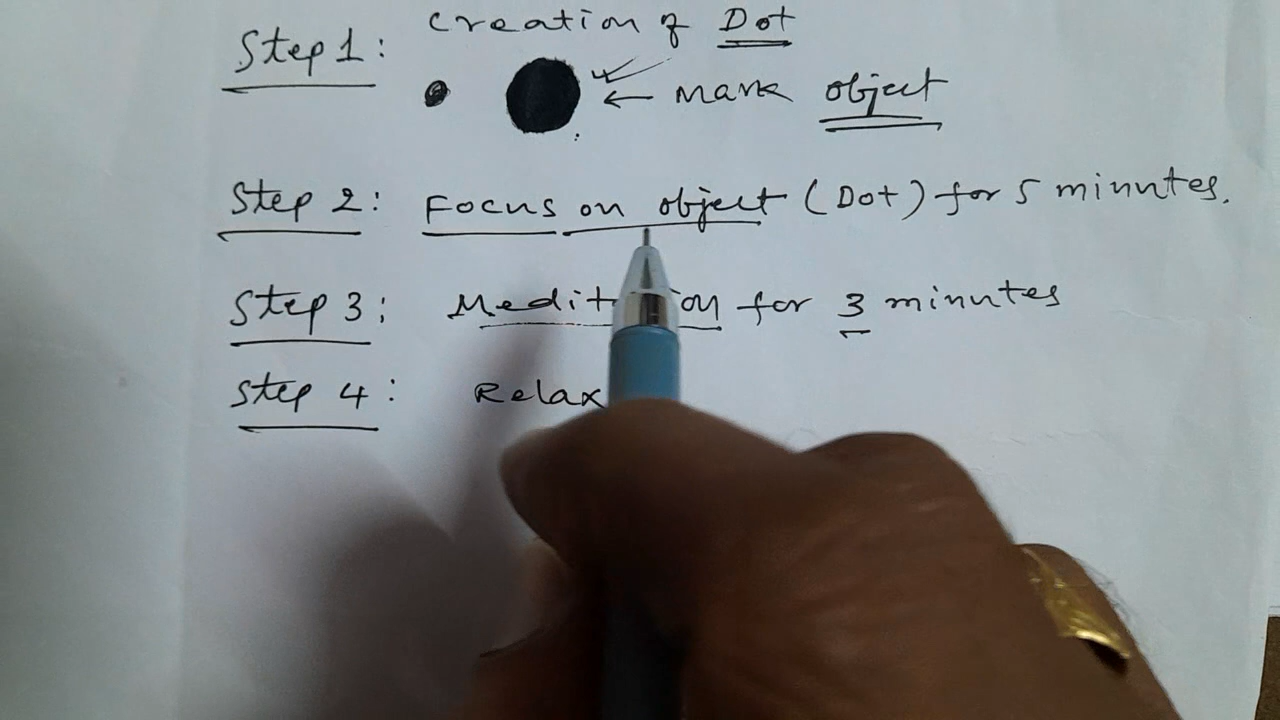 Step 1: Creation of Dot
← Mark object
Step 2: Focus on object (Dot) for 5 minutes.
Step 3: for 3 minutes
Step 4: Relax